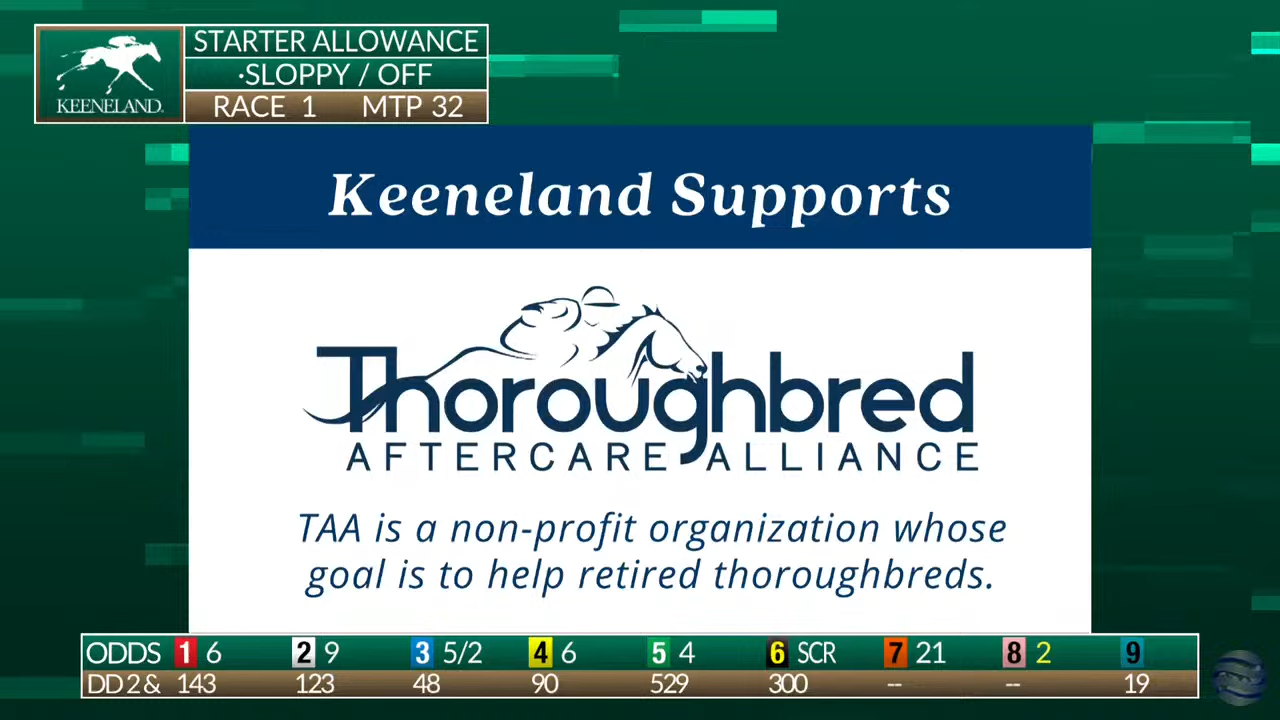 STARTER ALLOWANCE
·SLOPPY / OFF
RACE 1 MTP 32
KEENELAND.
Keeneland Supports
Thoroughbred
AFTERCARE ALLIANCE
TAA is a non-profit organization whose
goal is to help retired thoroughbreds.
ODDS 1 6 2 9 3 5/2 4 6 5 4 6 SCR 7 21 8 2 9
DD 2 & 143 123 48 90 529 300 -- -- 19